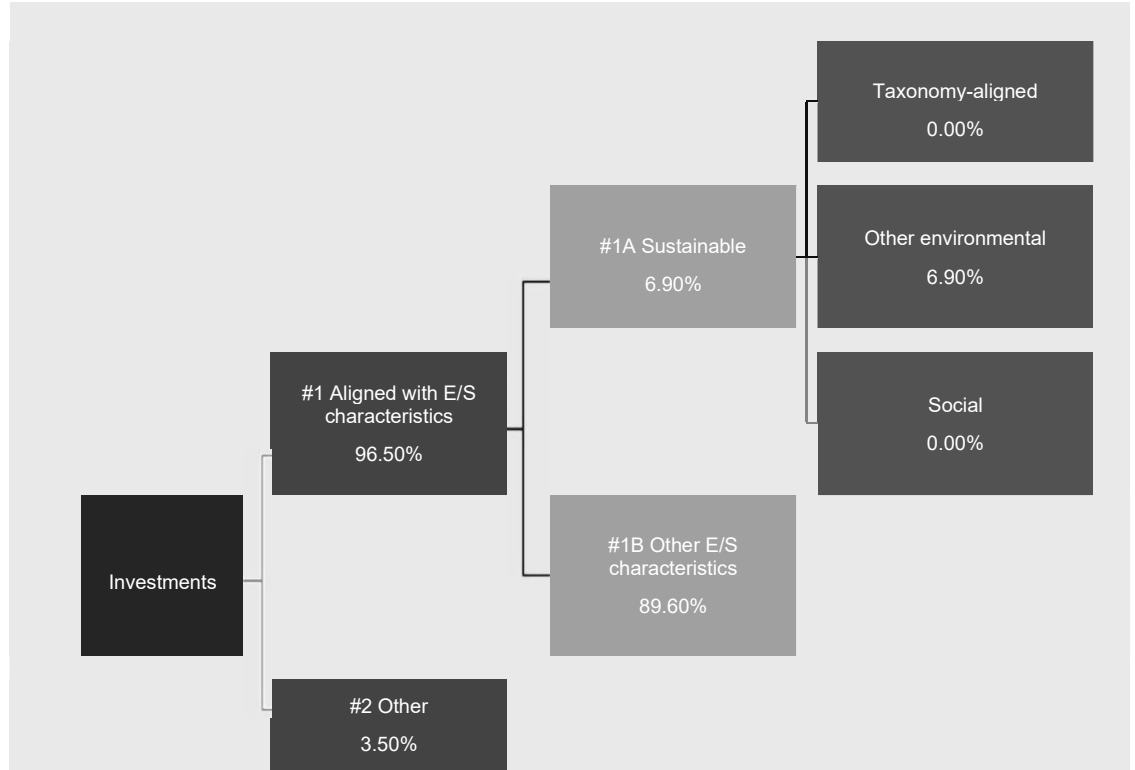 Taxonomy-aligned
0.00%
#1A Sustainable
6.90%
Other environmental
6.90%
#1 Aligned with E/S
characteristics
96.50%
Social
0.00%
Investments
#1B Other E/S
characteristics
89.60%
#2 Other
3.50%